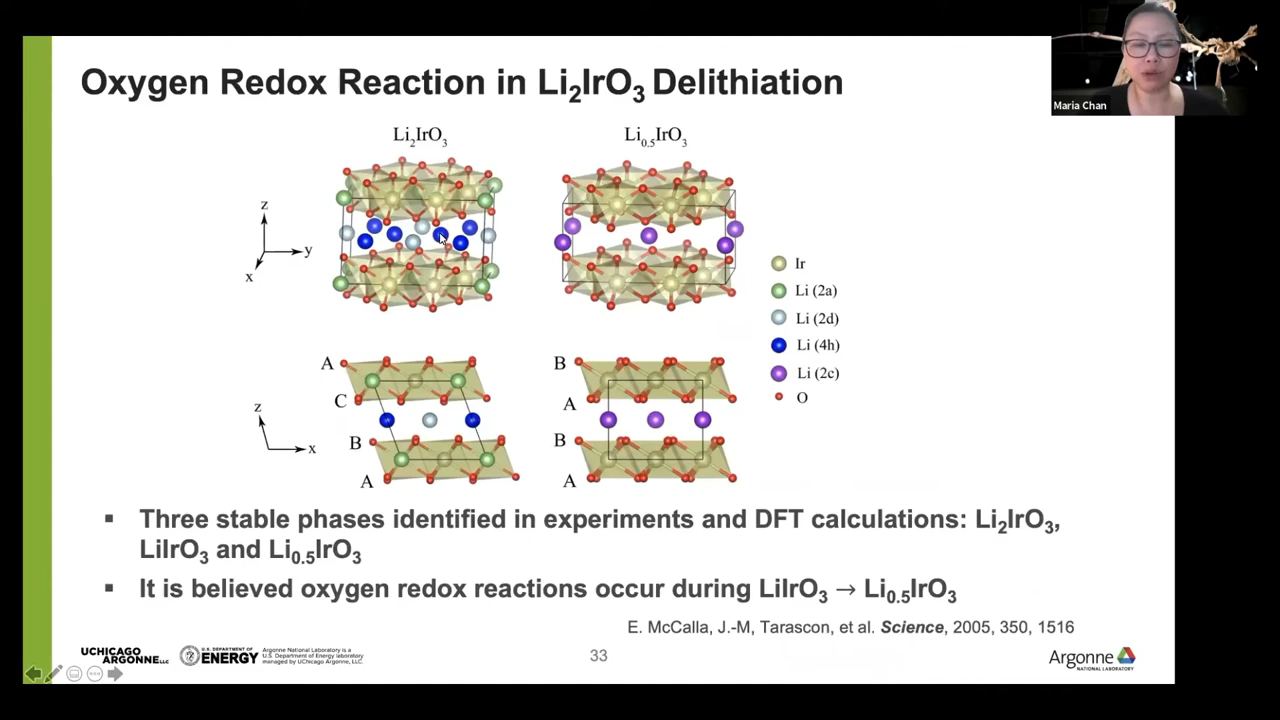 Maria Chan
Oxygen Redox Reaction in Li₂IrO₃ Delithiation
Li₂IrO₃
Li₀.₅IrO₃
z
y
x
Ir
Li (2a)
Li (2d)
Li (4h)
Li (2c)
O
A
C
B
A
B
A
B
A
z
x
▪ Three stable phases identified in experiments and DFT calculations: Li₂IrO₃,
LiIrO₃ and Li₀.₅IrO₃
▪ It is believed oxygen redox reactions occur during LiIrO₃ → Li₀.₅IrO₃
E. McCalla, J.-M, Tarascon, et al. Science, 2005, 350, 1516
UCHICAGO
ARGONNE LLC
U.S. DEPARTMENT OF
ENERGY
Argonne National Laboratory is a
U.S. Department of Energy laboratory
managed by UChicago Argonne, LLC.
33
Argonne
NATIONAL LABORATORY